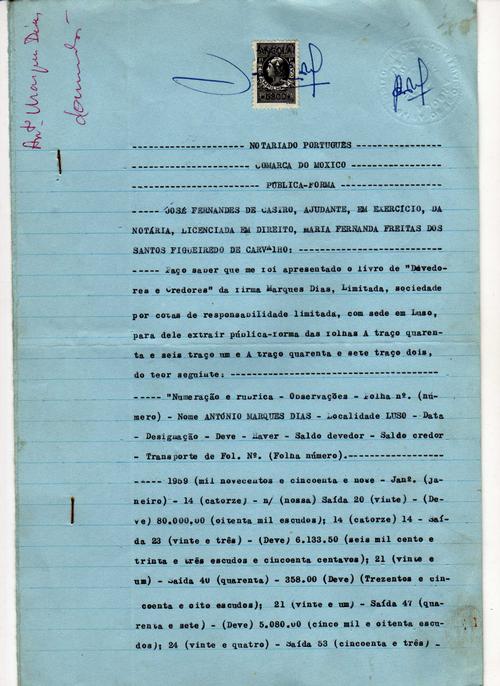 Antº Marques Dias,
ANGOLA
---------------------- NOTARIADO PORTUGUÊS ----------------
---------------------- COMARCA DO MOXICO ------------------
----------------------- PÚBLICA-FORMA ---------------------
----- JOSÉ FERNANDES DE CASTRO, AJUDANTE, EM EXERCÍCIO, DA
NOTÁRIA, LICENCIADA EM DIREITO, MARIA FERNANDA FREITAS DOS
SANTOS FIGUEIREDO DE CARVALHO: ---------------------------
----- Faço saber que me foi apresentado o livro de "Devedo-
res e Credores" da firma Marques Dias, Limitada, sociedade
por cotas de responsabilidade limitada, com sede em Luso,
para dele extrair pública-forma das folhas A traço quaren-
ta e seis traço um e A traço quarenta e sete traço dois,
do teor seguinte: ----------------------------------------
----- "Numeração e rubrica - Observações - Folha nº. (nú-
mero) - Nome ANTÓNIO MARQUES DIAS - Localidade LUSO - Data
- Designação - Deve - Haver - Saldo devedor - Saldo credor
- Transporte de Fol. Nº. (Folha número).-------------------
----- 1959 (mil novecentos e cincoenta e nove - Janº. (ja-
neiro) - 14 (catorze) - n/ (nossa) Saída 20 (vinte) - (De-
ve) 80.000,00 (oitenta mil escudos); 14 (catorze) 14 - Saí-
da 23 (vinte e três) - (Deve) 6.133.50 (seis mil cento e
trinta e três escudos e cincoenta centavos); 21 (vinte e
um) - Saída 40 (quarenta) - 358.00 (Deve) (Trezentos e cin-
coenta e oito escudos); 21 (vinte e um) - Saída 47 (qua-
renta e sete) - (Deve) 5.080.00 (cinco mil e oitenta escu-
dos); 24 (vinte e quatro) - Saída 53 (cincoenta e três) -